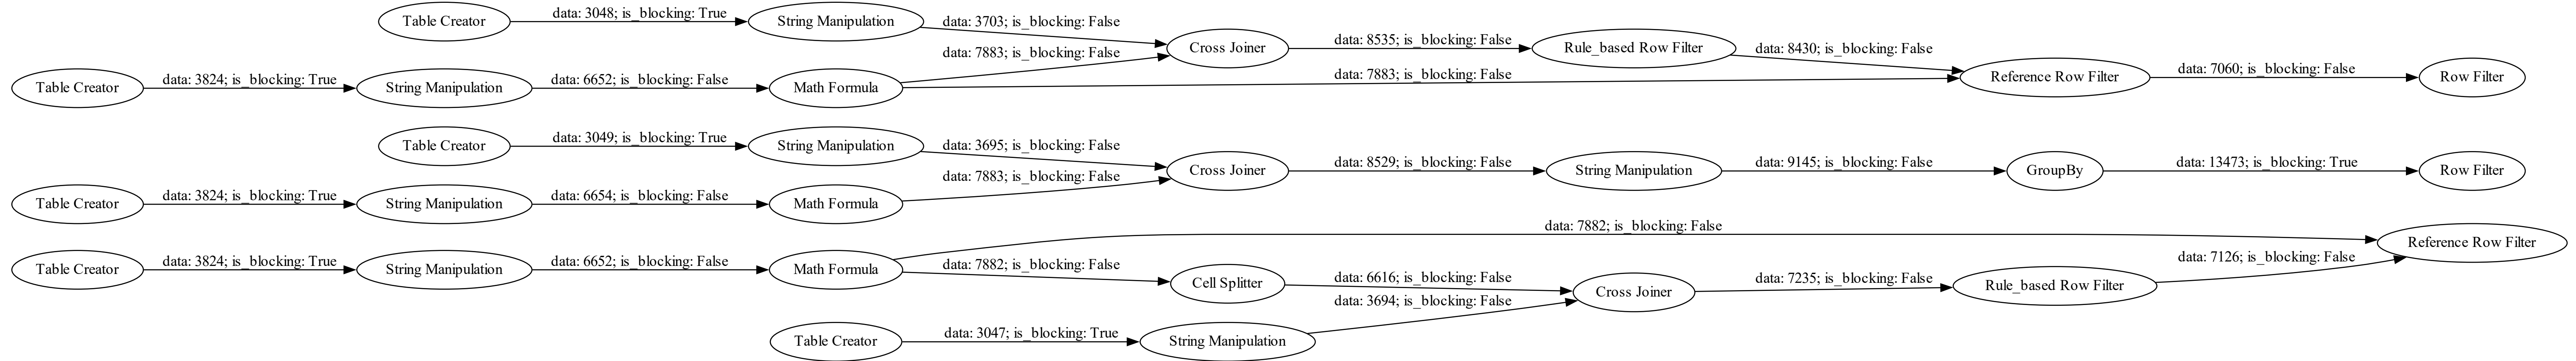 Table Creator
data: 3048; is_blocking: True
String Manipulation
data: 3703; is_blocking: False
data: 7883; is_blocking: False
Cross Joiner
data: 8535; is_blocking: False
Rule_based Row Filter
data: 8430; is_blocking: False
Table Creator
data: 3824; is_blocking: True
String Manipulation
data: 6652; is_blocking: False
Math Formula
data: 7883; is_blocking: False
Reference Row Filter
data: 7060; is_blocking: False
Row Filter
Table Creator
data: 3049; is_blocking: True
String Manipulation
data: 3695; is_blocking: False
data: 7883; is_blocking: False
Cross Joiner
data: 8529; is_blocking: False
String Manipulation
data: 9145; is_blocking: False
GroupBy
data: 13473; is_blocking: True
Row Filter
Table Creator
data: 3824; is_blocking: True
String Manipulation
data: 6654; is_blocking: False
Math Formula
data: 7882; is_blocking: False
Reference Row Filter
Table Creator
data: 3824; is_blocking: True
String Manipulation
data: 6652; is_blocking: False
Math Formula
data: 7882; is_blocking: False
Cell Splitter
data: 6616; is_blocking: False
data: 3694; is_blocking: False
Cross Joiner
data: 7235; is_blocking: False
Rule_based Row Filter
data: 7126; is_blocking: False
Table Creator
data: 3047; is_blocking: True
String Manipulation